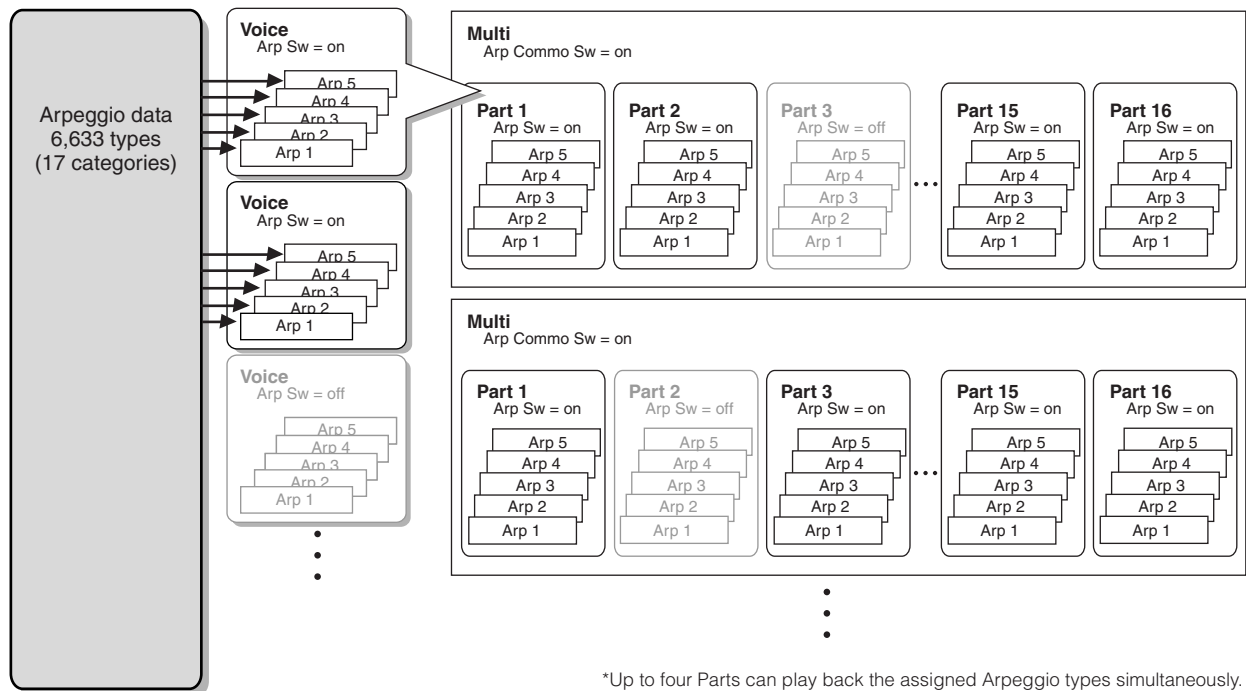 Arpeggio data
6,633 types
(17 categories)
Voice
Arp Sw = on
Arp 5
Arp 4
Arp 3
Arp 2
Arp 1
Voice
Arp Sw = on
Arp 5
Arp 4
Arp 3
Arp 2
Arp 1
Voice
Arp Sw = off
Arp 5
Arp 4
Arp 3
Arp 2
Arp 1
Multi
Arp Commo Sw = on
Part 1
Arp Sw = on
Arp 5
Arp 4
Arp 3
Arp 2
Arp 1
Part 2
Arp Sw = on
Arp 5
Arp 4
Arp 3
Arp 2
Arp 1
Part 3
Arp Sw = off
Arp 5
Arp 4
Arp 3
Arp 2
Arp 1
Part 15
Arp Sw = on
Arp 5
Arp 4
Arp 3
Arp 2
Arp 1
Part 16
Arp Sw = on
Arp 5
Arp 4
Arp 3
Arp 2
Arp 1
Multi
Arp Commo Sw = on
Part 1
Arp Sw = on
Arp 5
Arp 4
Arp 3
Arp 2
Arp 1
Part 2
Arp Sw = off
Arp 5
Arp 4
Arp 3
Arp 2
Arp 1
Part 3
Arp Sw = on
Arp 5
Arp 4
Arp 3
Arp 2
Arp 1
Part 15
Arp Sw = on
Arp 5
Arp 4
Arp 3
Arp 2
Arp 1
Part 16
Arp Sw = on
Arp 5
Arp 4
Arp 3
Arp 2
Arp 1
*Up to four Parts can play back the assigned Arpeggio types simultaneously.